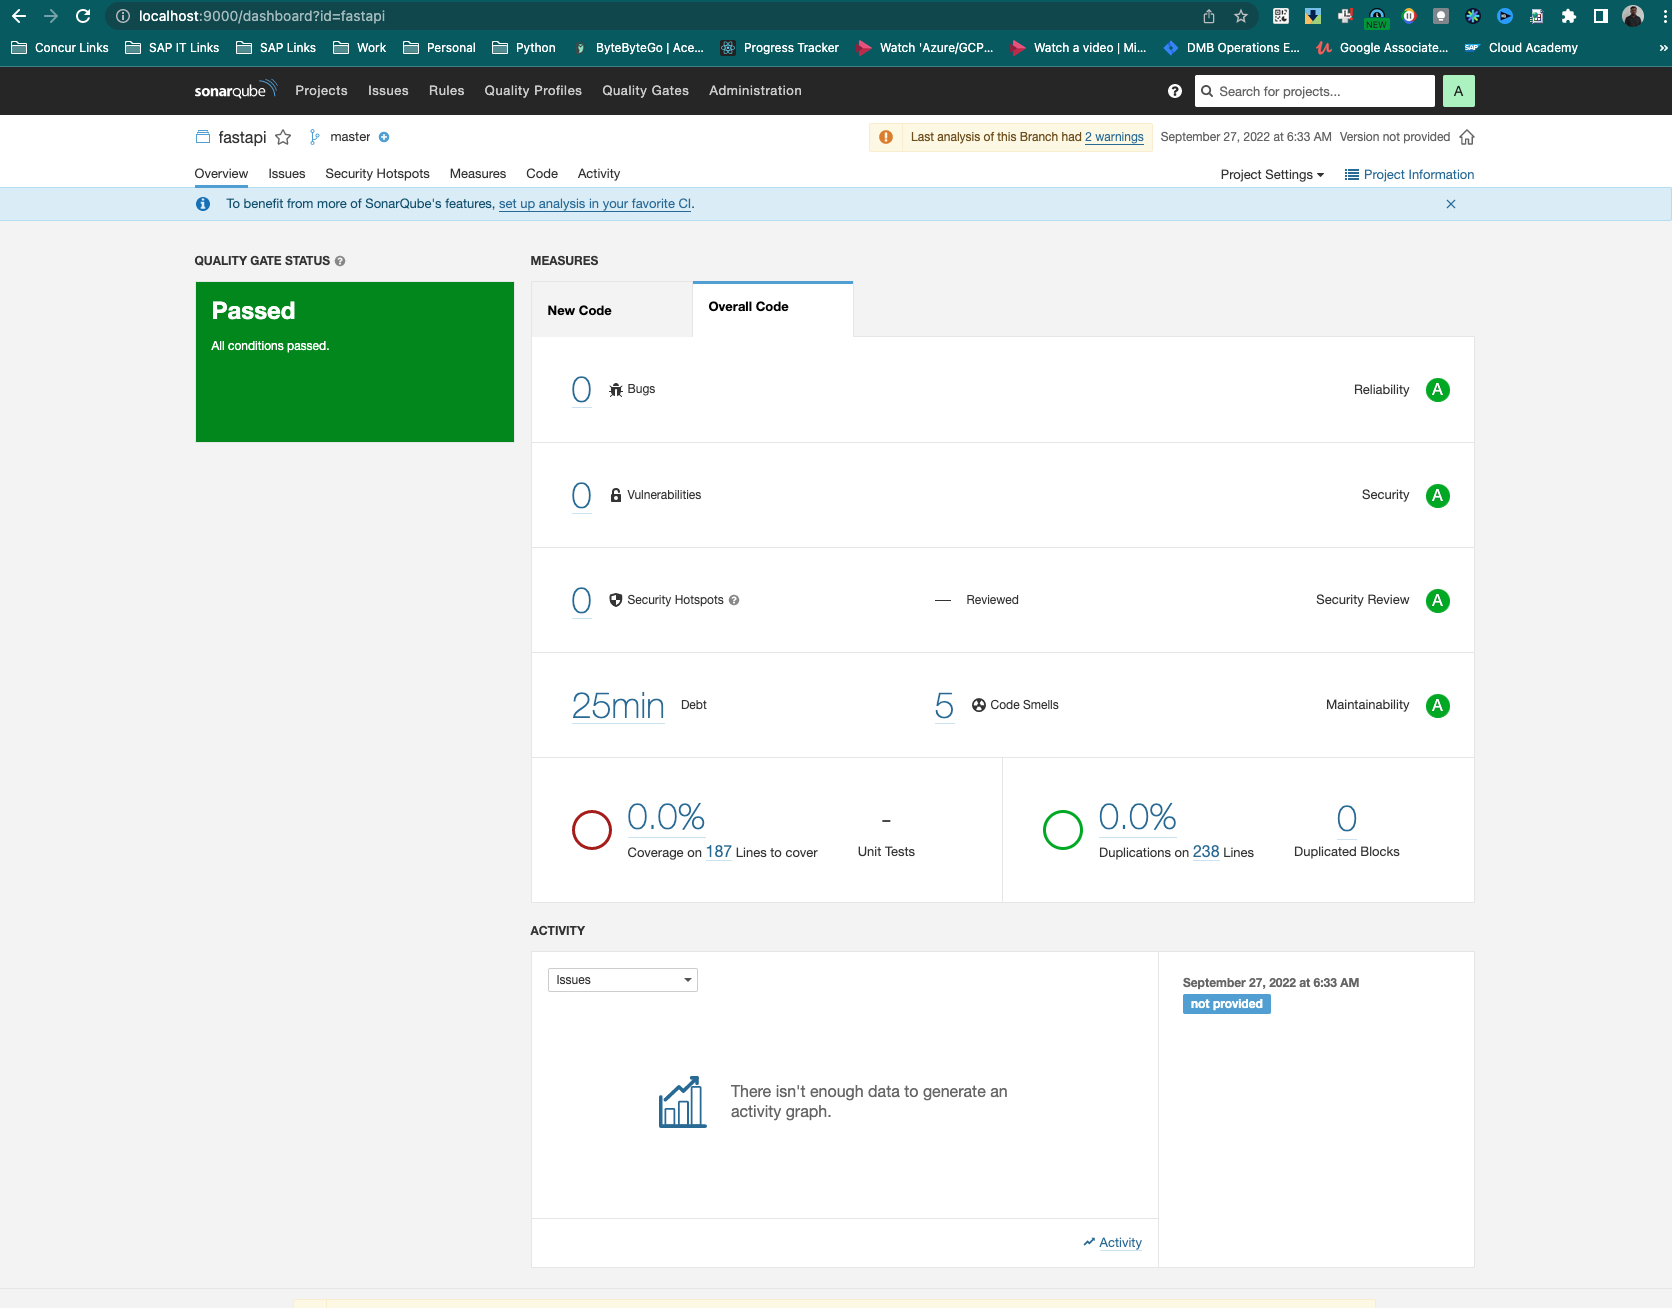 localhost:9000/dashboard?id=fastapi
NEW
Concur Links SAP IT Links SAP Links Work Personal Python ByteByteGo | Ace... Progress Tracker Watch 'Azure/GCP... Watch a video | Mi... DMB Operations E... Google Associate... SAP Cloud Academy »
sonarqube Projects Issues Rules Quality Profiles Quality Gates Administration Search for projects... A
fastapi master Last analysis of this Branch had 2 warnings September 27, 2022 at 6:33 AM Version not provided
Overview Issues Security Hotspots Measures Code Activity Project Settings Project Information
To benefit from more of SonarQube's features, set up analysis in your favorite CI.
QUALITY GATE STATUS
Passed
All conditions passed.
MEASURES
New Code Overall Code
0 Bugs Reliability A
0 Vulnerabilities Security A
0 Security Hotspots — Reviewed Security Review A
25min Debt 5 Code Smells Maintainability A
0.0% - 0.0% 0
Coverage on 187 Lines to cover Unit Tests Duplications on 238 Lines Duplicated Blocks
ACTIVITY
Issues
There isn't enough data to generate an
activity graph.
Activity
September 27, 2022 at 6:33 AM
not provided